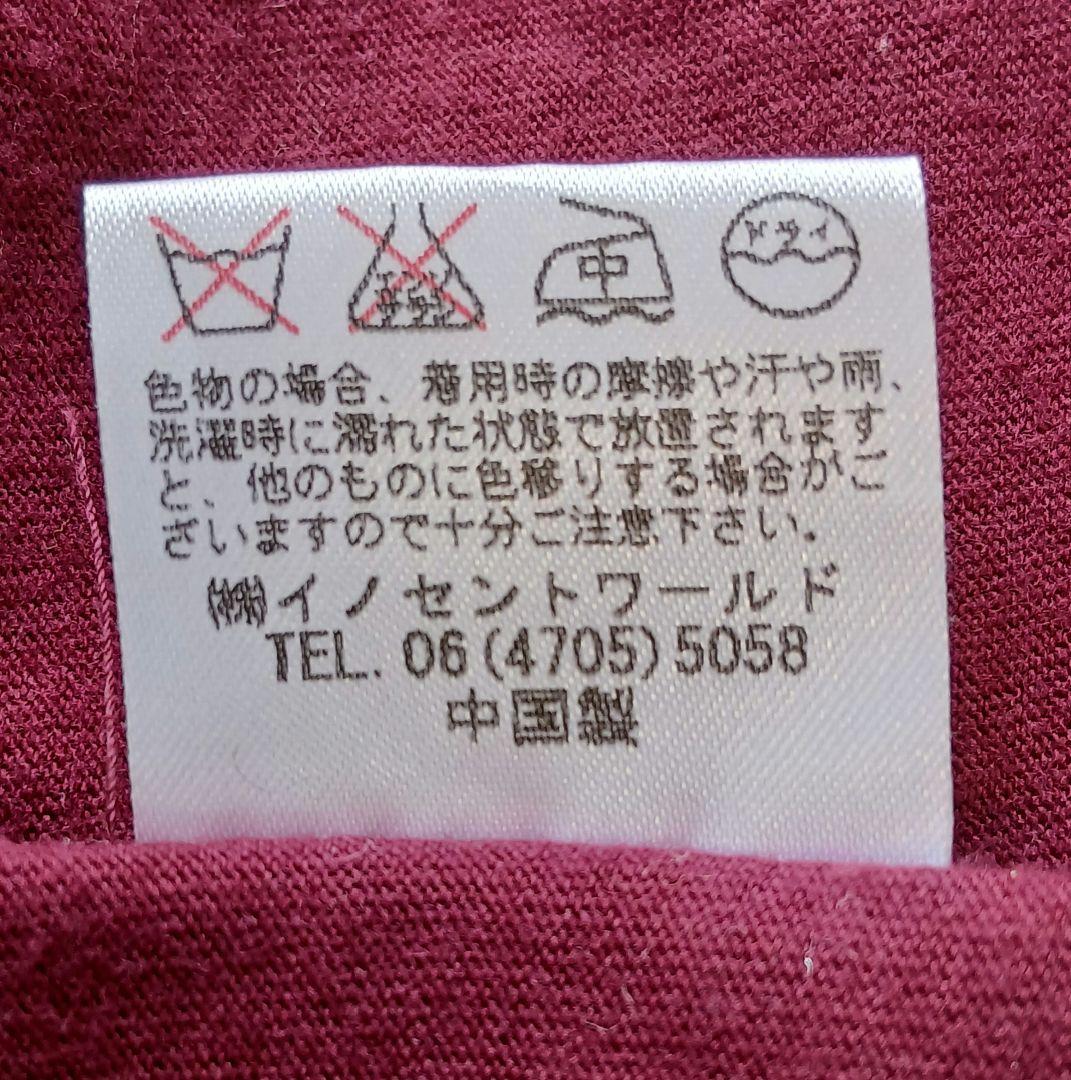 中 ドライ
色物の場合、着用時の摩擦や汗や雨、
洗濯時に濡れた状態で放置されます
と、他のものに色移りする場合がご
ざいますので十分ご注意下さい。
㈱イノセントワールド
TEL. 06(4705)5058
中国製